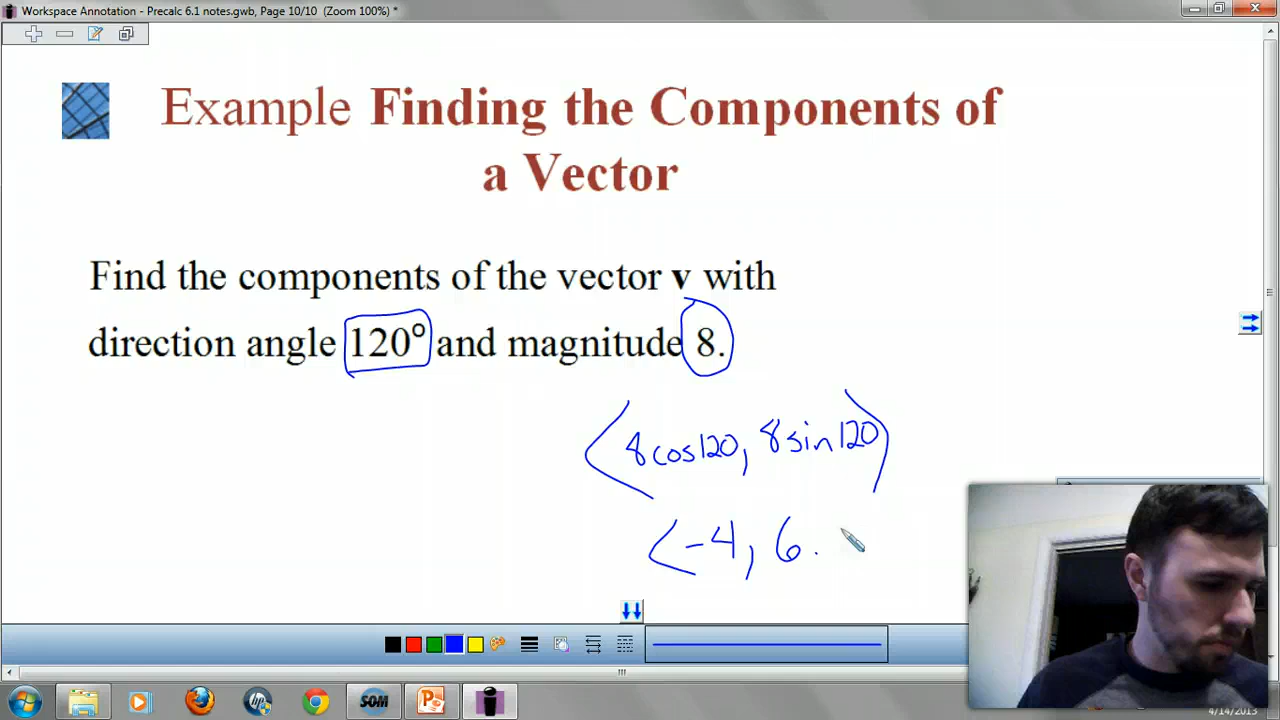 Workspace Annotation - Precalc 6.1 notes.gwb, Page 10/10 (Zoom 100%) *
Example Finding the Components of
a Vector
Find the components of the vector v with
direction angle 120° and magnitude 8.
<8cos120, 8sin120>
<-4, 6.
SOM
4/14/2013